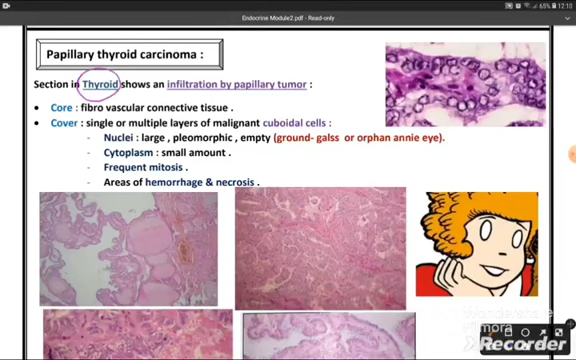 12:10
65%
Endocrine Module2.pdf - Read-only
Papillary thyroid carcinoma :
Section in Thyroid shows an infiltration by papillary tumor :
• Core : fibro vascular connective tissue .
• Cover : single or multiple layers of malignant cuboidal cells :
- Nuclei : large , pleomorphic , empty (ground- galss or orphan annie eye).
- Cytoplasm : small amount .
- Frequent mitosis .
- Areas of hemorrhage & necrosis .
Recorder